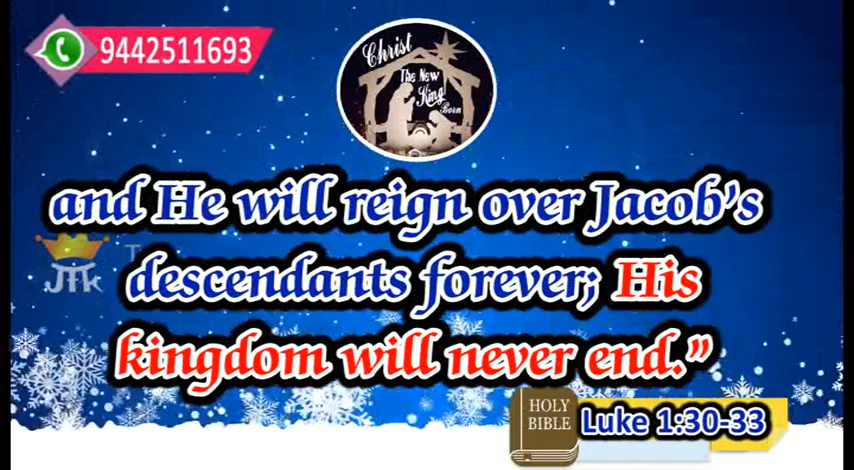 9442511693
Christ
The New
King
Born
and He will reign over Jacob's
JTk
descendants forever; His
kingdom will never end.”
HOLY
BIBLE
Luke 1:30-33